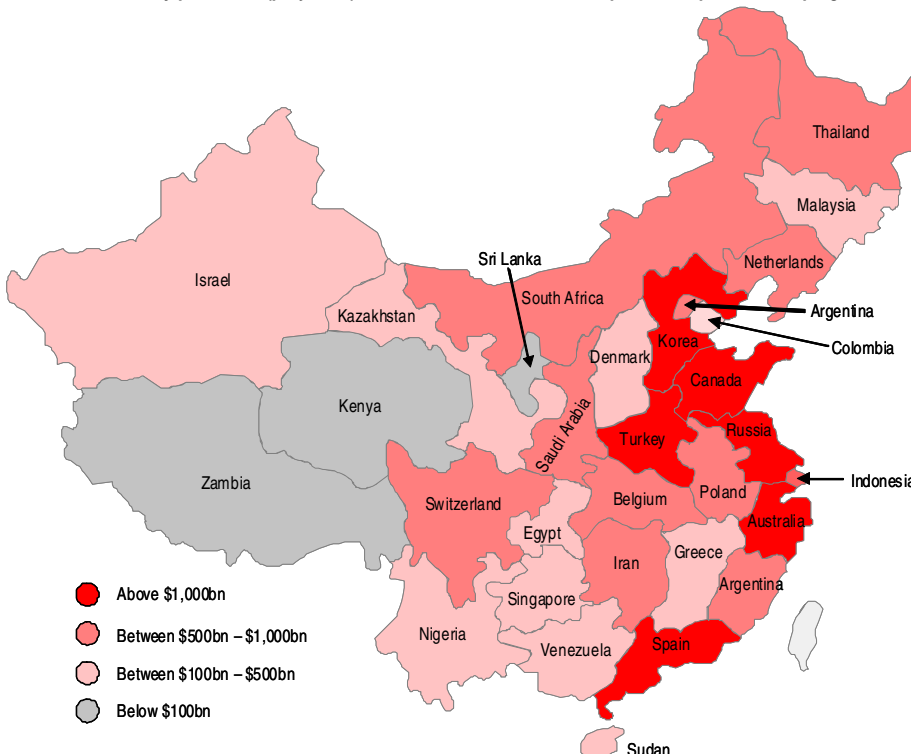 Thailand
Malaysia
Netherlands
Sri Lanka
Israel
South Africa
Kazakhstan
Argentina
Korea
Colombia
Denmark
Canada
Kenya
Saudi Arabia
Turkey
Russia
Zambia
Switzerland
Belgium
Poland
Indonesia
Australia
Egypt
Greece
Iran
Argentina
Singapore
Nigeria
Venezuela
Spain
Sudan
Above $1,000bn
Between $500bn – $1,000bn
Between $100bn – $500bn
Below $100bn